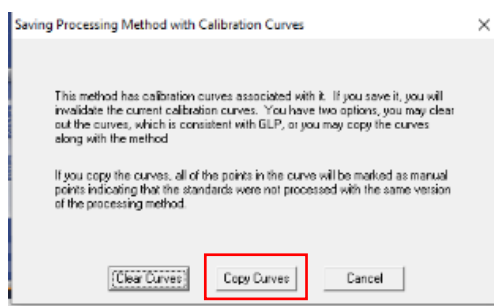 Saving Processing Method with Calibration Curves
This method has calibration curves associated with it. If you save it, you will
invalidate the current calibration curves. You have two options, you may clear
out the curves, which is consistent with GLP, or you may copy the curves
along with the method
If you copy the curves, all of the points in the curve will be marked as manual
points indicating that the standards were not processed with the same version
of the processing method.
Clear Curves Copy Curves Cancel